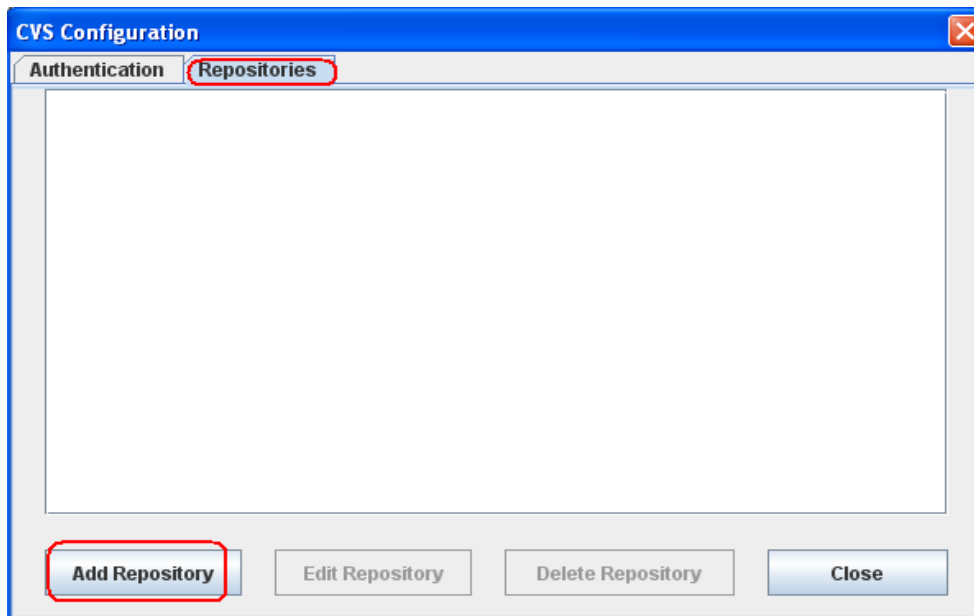 CVS Configuration
Authentication Repositories
Add Repository Edit Repository Delete Repository Close